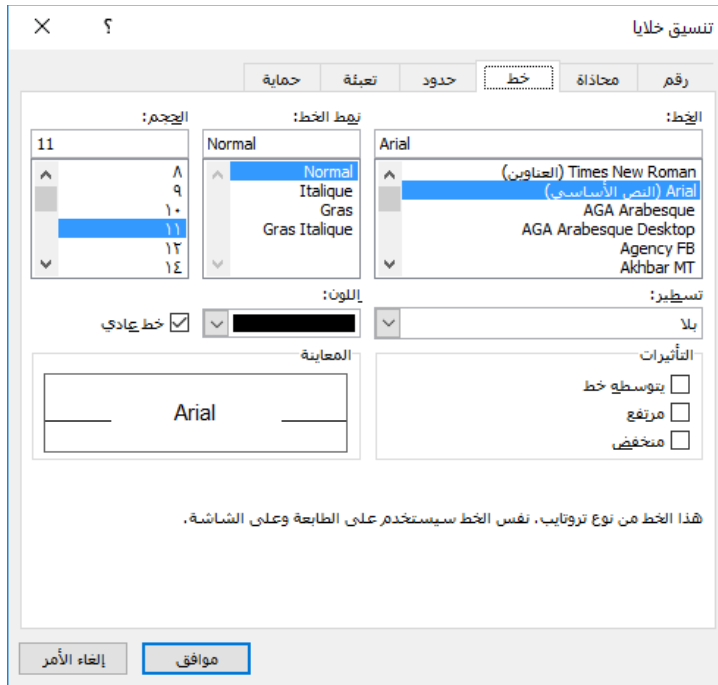 تنسيق خلايا ؟
رقم محاذاة خط حدود تعبئة حماية
الخط: نمط الخط: الحجم:
Arial Normal 11
Times New Roman (العناوين) Normal ٨
Arial (النص الأساسي) Italique ٩
AGA Arabesque Gras ١٠
AGA Arabesque Desktop Gras Italique ١١
Agency FB ١٢
Akhbar MT ١٤
تسطير: اللون:
بلا خط عادي
التأثيرات المعاينة
يتوسطه خط
مرتفع Arial
منخفض
هذا الخط من نوع تروتايب، نفس الخط سيستخدم على الطابعة وعلى الشاشة.
موافق إلغاء الأمر